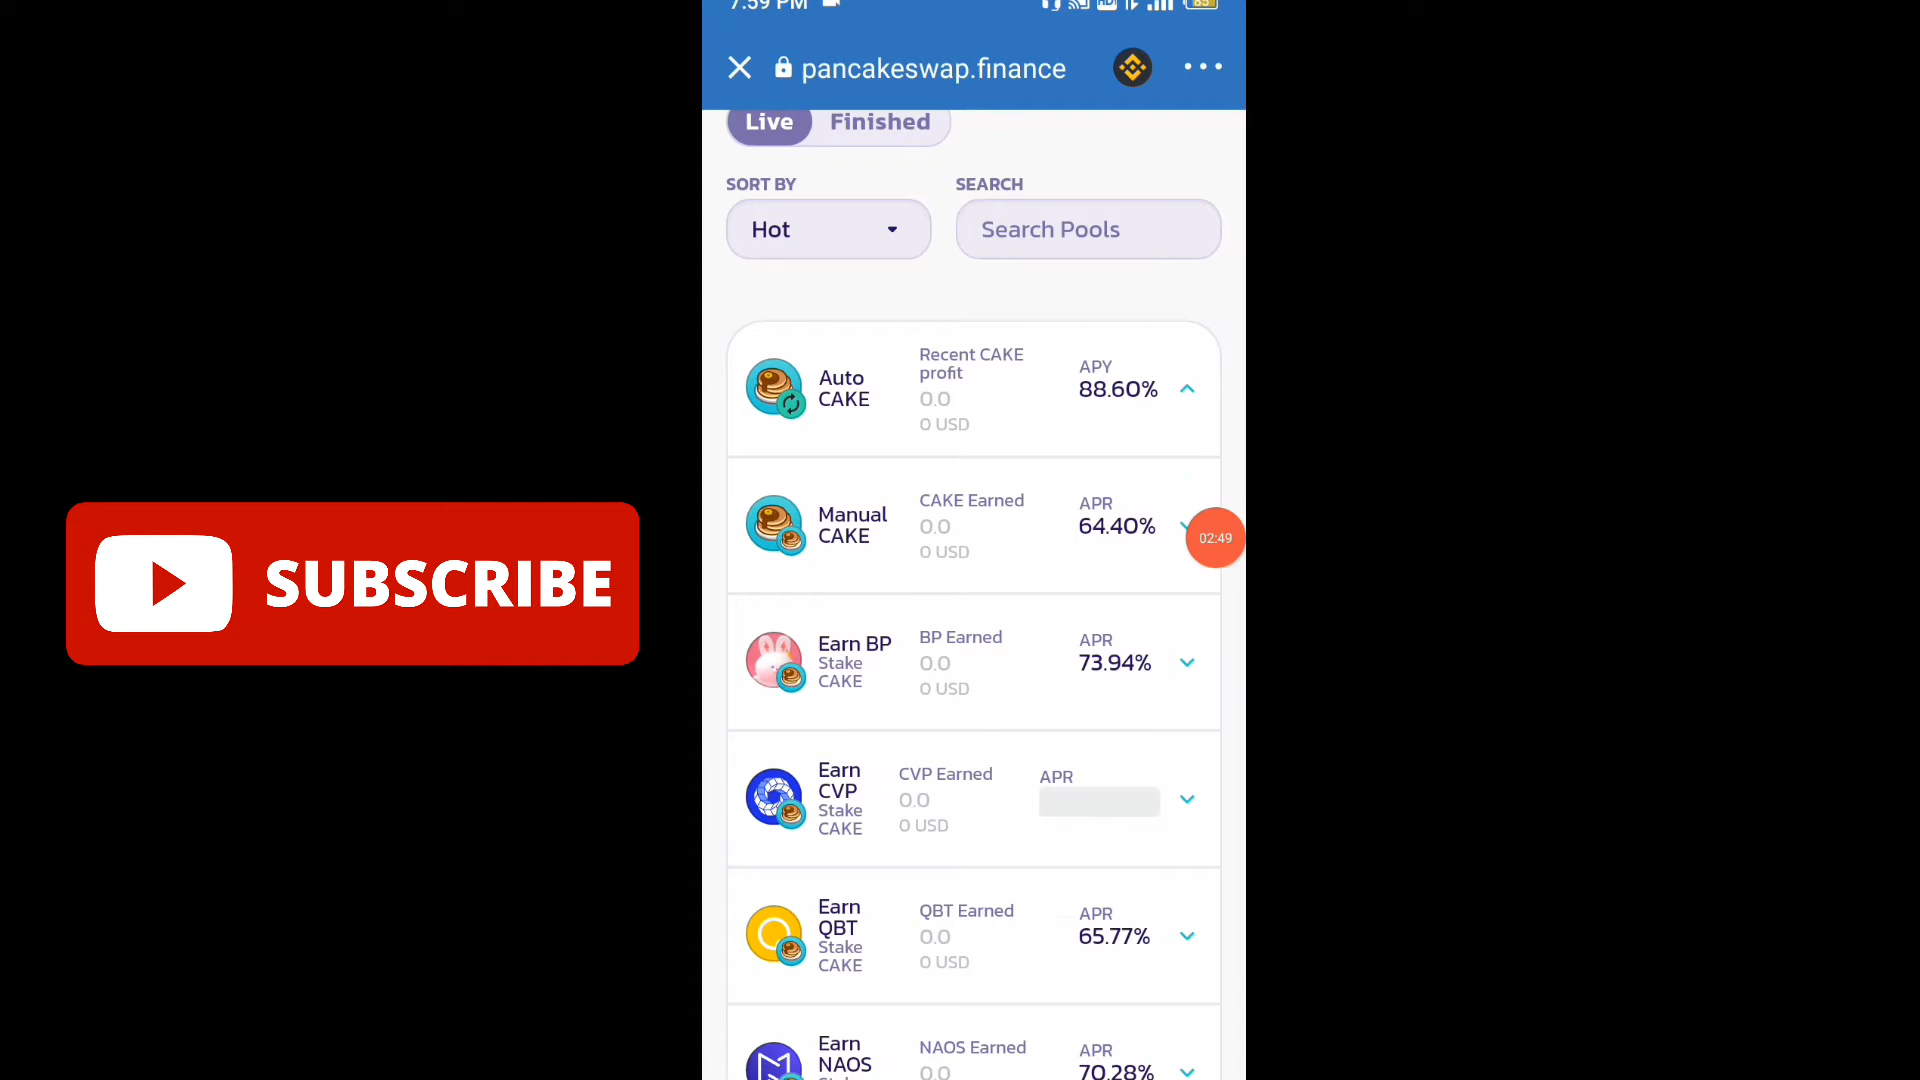 7:59 PM
85
pancakeswap.finance
Live Finished
SORT BY SEARCH
Hot Search Pools
Auto
CAKE
Recent CAKE
profit
0.0
0 USD
APY
88.60%
Manual
CAKE
CAKE Earned
0.0
0 USD
APR
64.40%
02:49
Earn BP
Stake
CAKE
BP Earned
0.0
0 USD
APR
73.94%
Earn
CVP
Stake
CAKE
CVP Earned
0.0
0 USD
APR
Earn
QBT
Stake
CAKE
QBT Earned
0.0
0 USD
APR
65.77%
Earn
NAOS
NAOS Earned
0.0
APR
70.28%
SUBSCRIBE